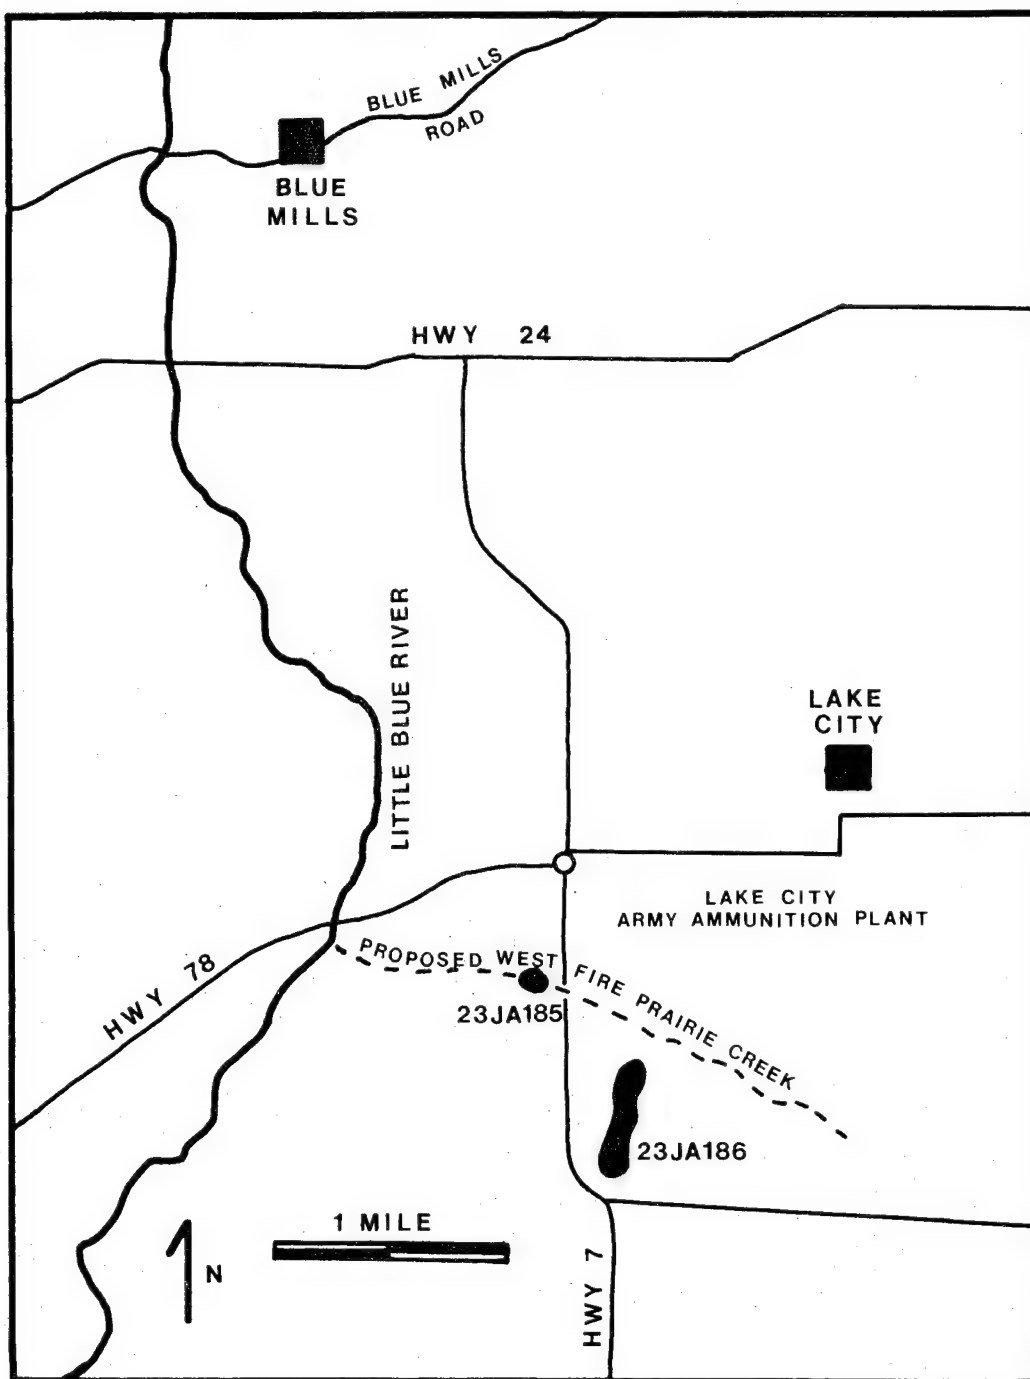 BLUE MILLS
ROAD
BLUE
MILLS
HWY 24
LITTLE BLUE RIVER
LAKE
CITY
LAKE CITY
ARMY AMMUNITION PLANT
PROPOSED WEST FIRE PRAIRIE CREEK
HWY 78
23JA185
23JA186
1 MILE
N
HWY 7